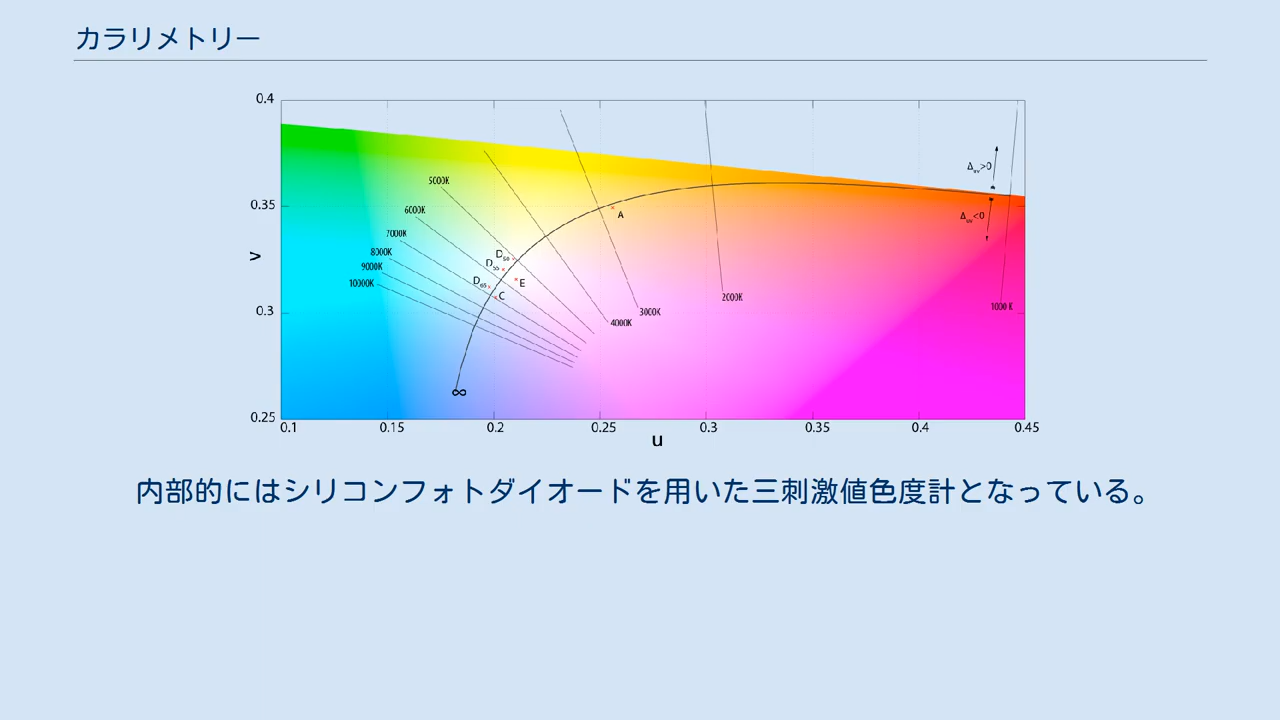 カラリメトリー
0.4
Δuv>0
5000K
0.35
6000K
A
Δuv<0
7000K
8000K
D50
v
9000K
D55
10000K
D65
E
C
2000K
1000 K
0.3
3000K
4000K
∞
0.25
0.1
0.15
0.2
0.25
0.3
0.35
0.4
0.45
u
内部的にはシリコンフォトダイオードを用いた三刺激値色度計となっている。